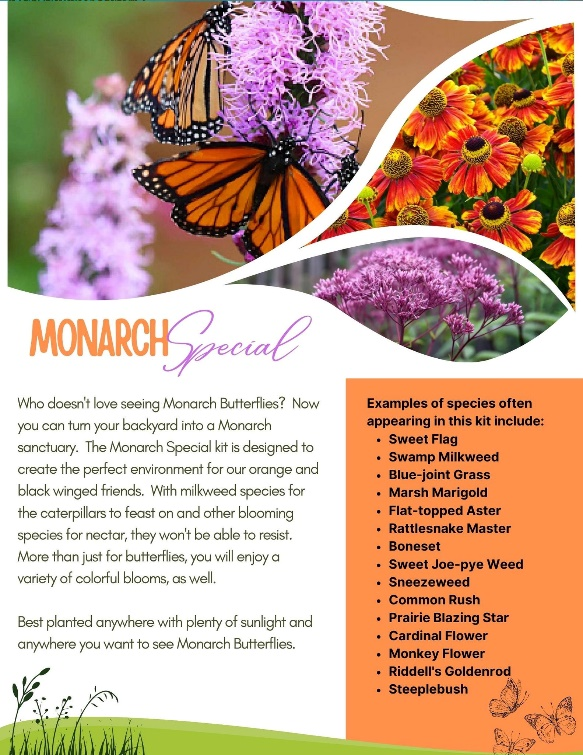 MONARCH Special
Who doesn't love seeing Monarch Butterflies? Now
you can turn your backyard into a Monarch
sanctuary. The Monarch Special kit is designed to
create the perfect environment for our orange and
black winged friends. With milkweed species for
the caterpillars to feast on and other blooming
species for nectar, they won't be able to resist.
More than just for butterflies, you will enjoy a
variety of colorful blooms, as well.
Best planted anywhere with plenty of sunlight and
anywhere you want to see Monarch Butterflies.
Examples of species often
appearing in this kit include:
• Sweet Flag
• Swamp Milkweed
• Blue-joint Grass
• Marsh Marigold
• Flat-topped Aster
• Rattlesnake Master
• Boneset
• Sweet Joe-pye Weed
• Sneezeweed
• Common Rush
• Prairie Blazing Star
• Cardinal Flower
• Monkey Flower
• Riddell's Goldenrod
• Steeplebush